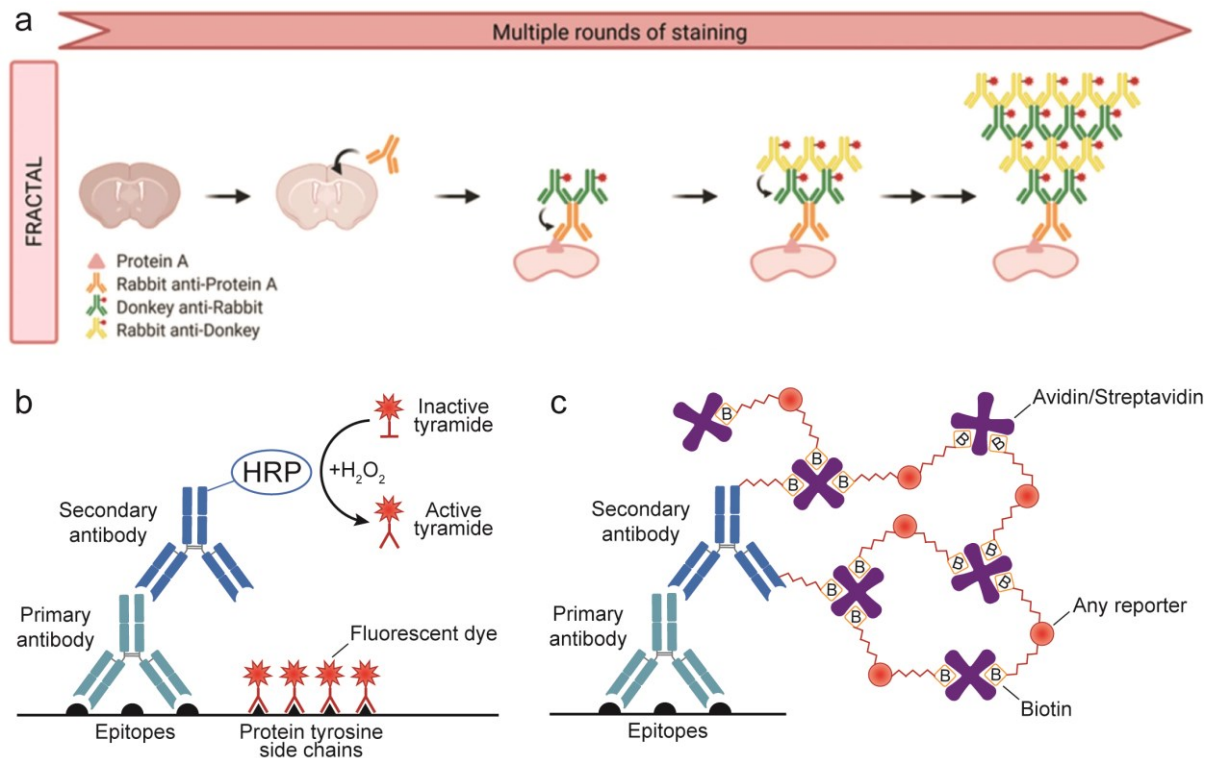 a
Multiple rounds of staining
FRACTAL
Protein A
Rabbit anti-Protein A
Donkey anti-Rabbit
Rabbit anti-Donkey
b
Inactive
tyramide
HRP
+H₂O₂
Active
tyramide
Secondary
antibody
Primary
antibody
Fluorescent dye
Epitopes
Protein tyrosine
side chains
c
Avidin/Streptavidin
B
B
B
B
B
B
B
B
B
B
B
B
B
B
Secondary
antibody
Primary
antibody
Any reporter
Biotin
Epitopes